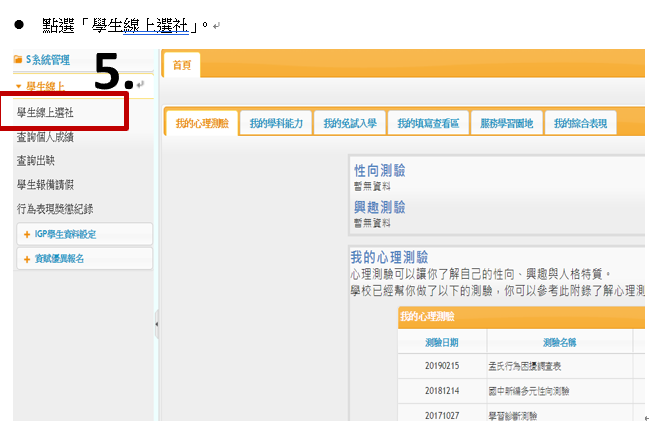 ● 點選「學生線上選社」。
S系統管理
5.
學生線上
學生線上選社
查詢個人成績
查詢出缺
學生報備請假
行為表現獎懲紀錄
+ IGP學生資料設定
+ 資賦優異報名
首頁
我的心理測驗 我的學科能力 我的免試入學 我的填寫查看區 服務學習園地 我的綜合表現
性向測驗
暫無資料
興趣測驗
暫無資料
我的心理測驗
心理測驗可以讓你了解自己的性向、興趣與人格特質。
學校已經幫你做了以下的測驗，你可以參考此附錄了解心理測
我的心理測驗
測驗日期 測驗名稱
20190215 孟氏行為困擾調查表
20181214 國中新編多元性向測驗
20171027 學習診斷測驗